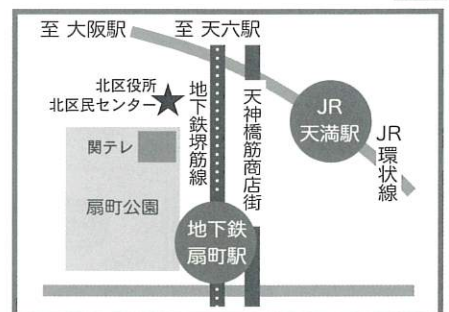 至 大阪駅
至 天六駅
北区役所
北区民センター
地下鉄堺筋線
天神橋筋商店街
JR
天満駅
JR
環状線
関テレ
扇町公園
地下鉄
扇町駅